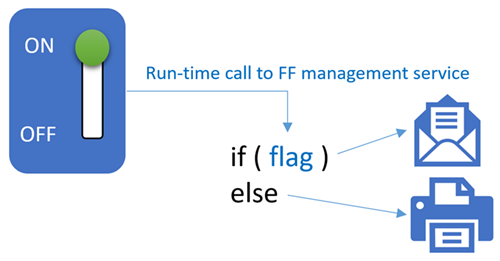 ON
OFF
Run-time call to FF management service
if ( flag )
else